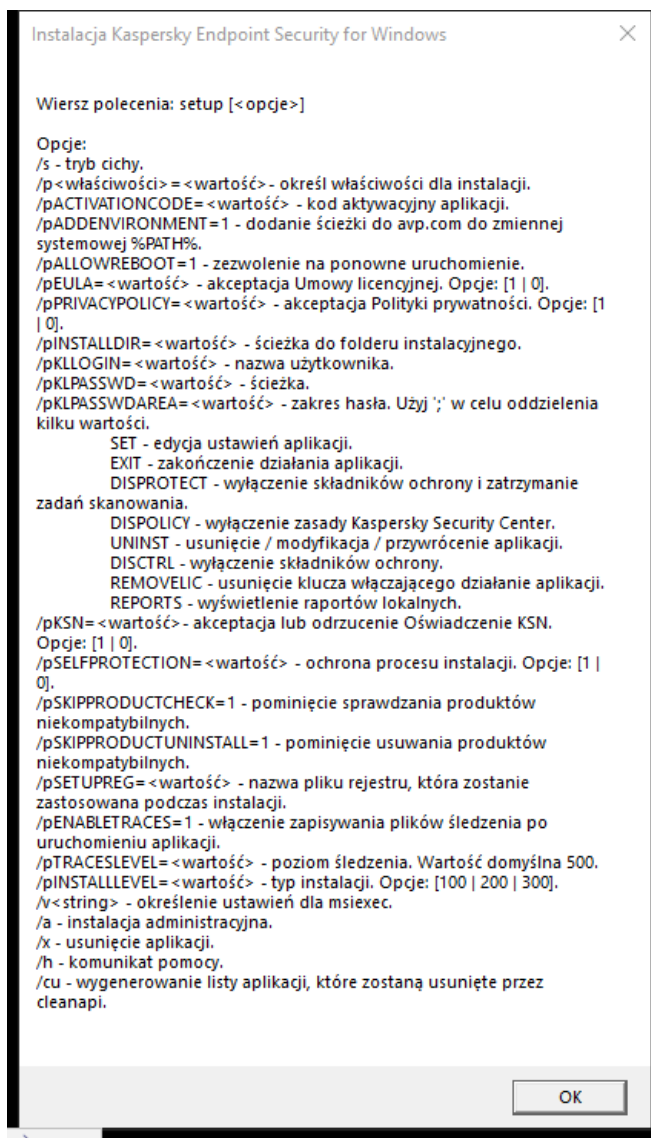 Instalacja Kaspersky Endpoint Security for Windows
Wiersz polecenia: setup [<opcje>]
Opcje:
/s - tryb cichy.
/p<właściwości>=<wartość>- określ właściwości dla instalacji.
/pACTIVATIONCODE=<wartość> - kod aktywacyjny aplikacji.
/pADDENVIRONMENT=1 - dodanie ścieżki do avp.com do zmiennej
systemowej %PATH%.
/pALLOWREBOOT=1 - zezwolenie na ponowne uruchomienie.
/pEULA=<wartość> - akceptacja Umowy licencyjnej. Opcje: [1 | 0].
/pPRIVACYPOLICY=<wartość> - akceptacja Polityki prywatności. Opcje: [1
| 0].
/pINSTALLDIR=<wartość> - ścieżka do folderu instalacyjnego.
/pKLLOGIN=<wartość> - nazwa użytkownika.
/pKLPASSWD=<wartość> - ścieżka.
/pKLPASSWDAREA=<wartość> - zakres hasła. Użyj ';' w celu oddzielenia
kilku wartości.
SET - edycja ustawień aplikacji.
EXIT - zakończenie działania aplikacji.
DISPROTECT - wyłączenie składników ochrony i zatrzymanie
zadań skanowania.
DISPOLICY - wyłączenie zasady Kaspersky Security Center.
UNINST - usunięcie / modyfikacja / przywrócenie aplikacji.
DISCTRL - wyłączenie składników ochrony.
REMOVELIC - usunięcie klucza włączającego działanie aplikacji.
REPORTS - wyświetlenie raportów lokalnych.
/pKSN=<wartość>- akceptacja lub odrzucenie Oświadczenie KSN.
Opcje: [1 | 0].
/pSELFPROTECTION=<wartość> - ochrona procesu instalacji. Opcje: [1 |
0].
/pSKIPPRODUCTCHECK=1 - pominięcie sprawdzania produktów
niekompatybilnych.
/pSKIPPRODUCTUNINSTALL=1 - pominięcie usuwania produktów
niekompatybilnych.
/pSETUPREG=<wartość> - nazwa pliku rejestru, która zostanie
zastosowana podczas instalacji.
/pENABLETRACES=1 - włączenie zapisywania plików śledzenia po
uruchomieniu aplikacji.
/pTRACESLEVEL=<wartość> - poziom śledzenia. Wartość domyślna 500.
/pINSTALLLEVEL=<wartość> - typ instalacji. Opcje: [100 | 200 | 300].
/v<string> - określenie ustawień dla msiexec.
/a - instalacja administracyjna.
/x - usunięcie aplikacji.
/h - komunikat pomocy.
/cu - wygenerowanie listy aplikacji, które zostaną usunięte przez
cleanapi.
OK